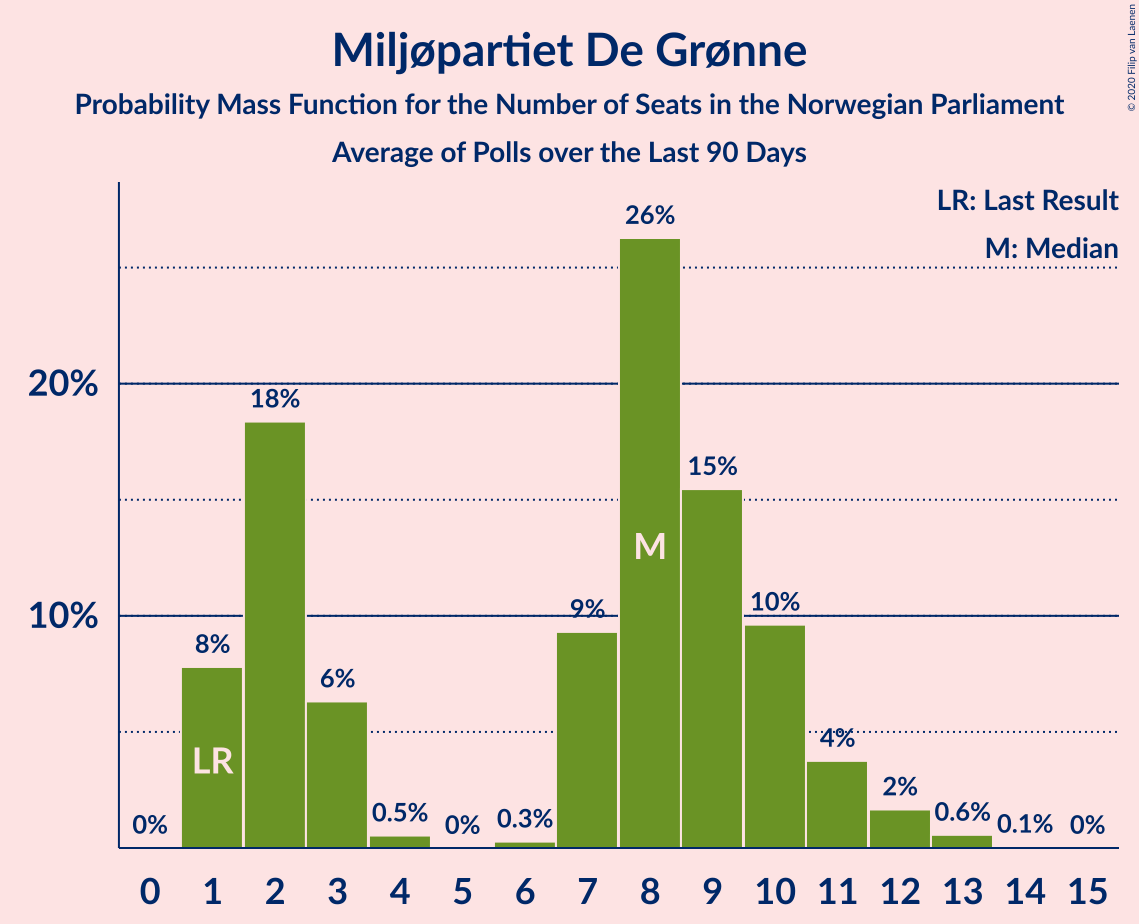 Miljøpartiet De Grønne
Probability Mass Function for the Number of Seats in the Norwegian Parliament
Average of Polls over the Last 90 Days
© 2020 Filip van Laenen
LR: Last Result
M: Median
26%
20%
18%
15%
M
10%
9%
10%
8%
6%
LR
4%
2%
0%
0.5%
0%
0.3%
0.6%
0.1%
0%
0 1 2 3 4 5 6 7 8 9 10 11 12 13 14 15